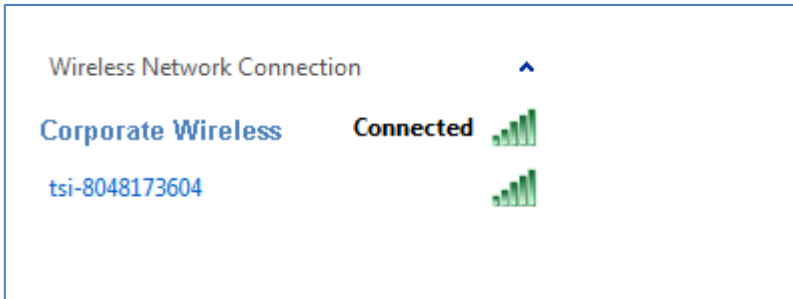 Wireless Network Connection
Corporate Wireless Connected
tsi-8048173604